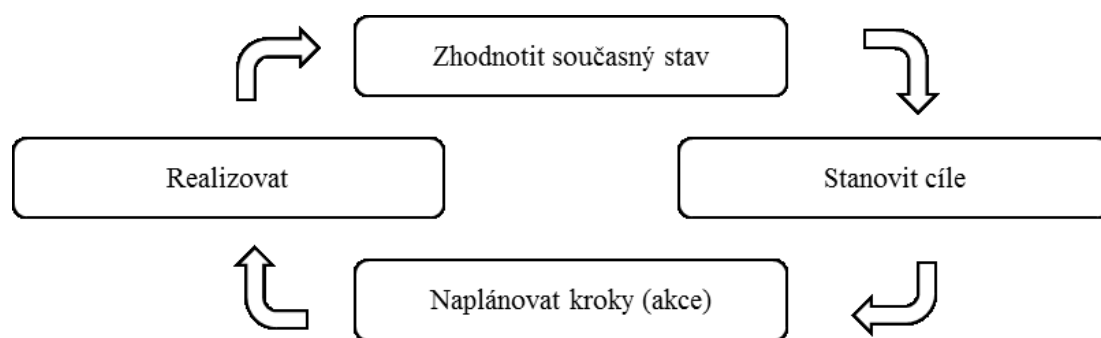 Zhodnotit současný stav
Realizovat
Stanovit cíle
Naplánovat kroky (akce)